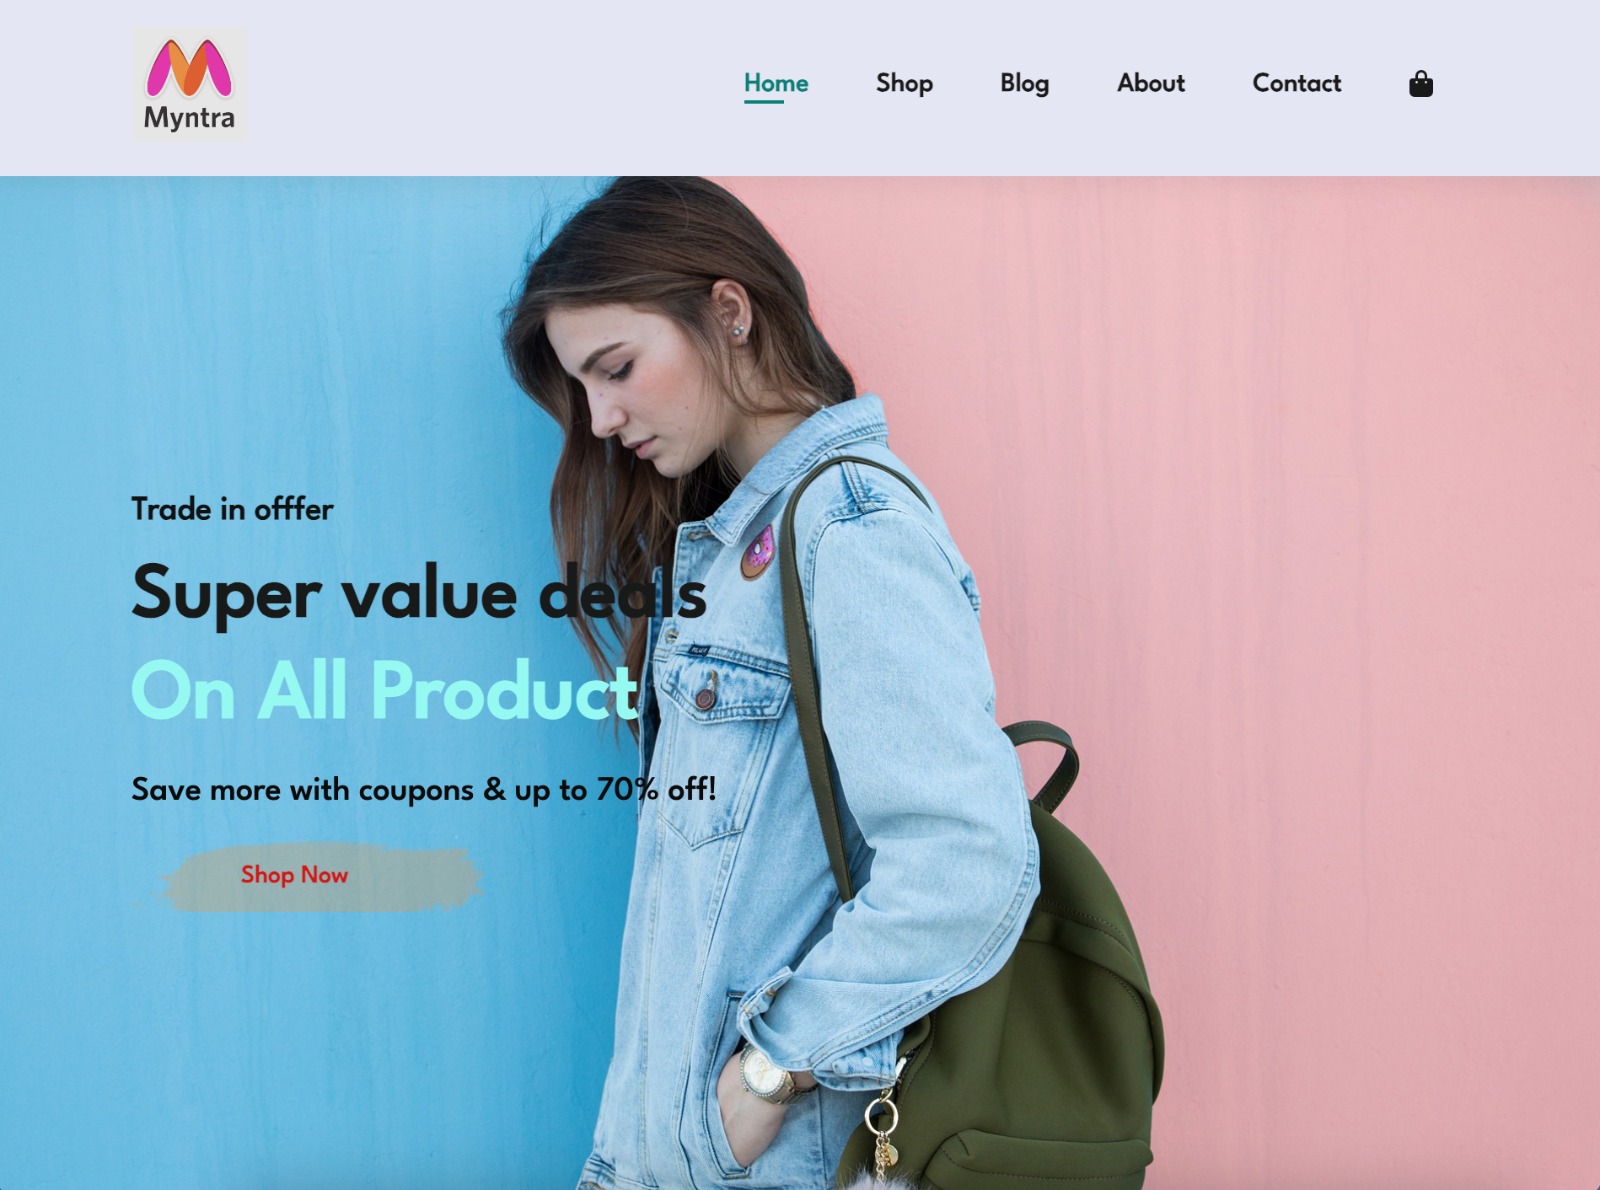 Myntra
Home Shop Blog About Contact
Trade in offfer
Super value deals
On All Product
Save more with coupons & up to 70% off!
Shop Now